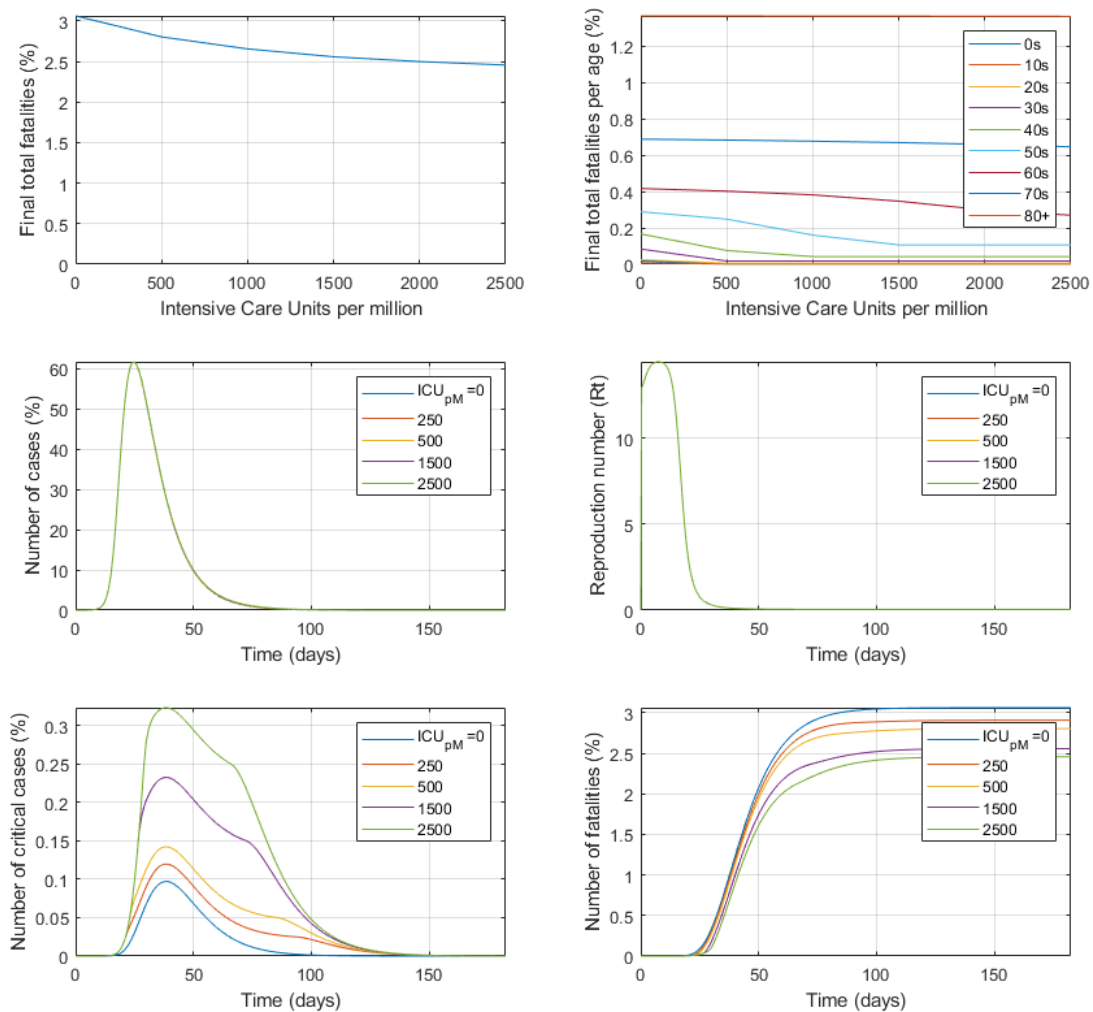 Final total fatalities (%)
3
2.5
2
1.5
1
0.5
0
0 500 1000 1500 2000 2500
Intensive Care Units per million
Final total fatalities per age (%)
1.2
1
0.8
0.6
0.4
0.2
0
0 500 1000 1500 2000 2500
Intensive Care Units per million
0s
10s
20s
30s
40s
50s
60s
70s
80+
Number of cases (%)
60
50
40
30
20
10
0
0 50 100 150
Time (days)
ICU_pM =0
250
500
1500
2500
Reproduction number (Rt)
10
5
0
0 50 100 150
Time (days)
ICU_pM =0
250
500
1500
2500
Number of critical cases (%)
0.3
0.25
0.2
0.15
0.1
0.05
0
0 50 100 150
Time (days)
ICU_pM =0
250
500
1500
2500
Number of fatalities (%)
3
2.5
2
1.5
1
0.5
0
0 50 100 150
Time (days)
ICU_pM =0
250
500
1500
2500